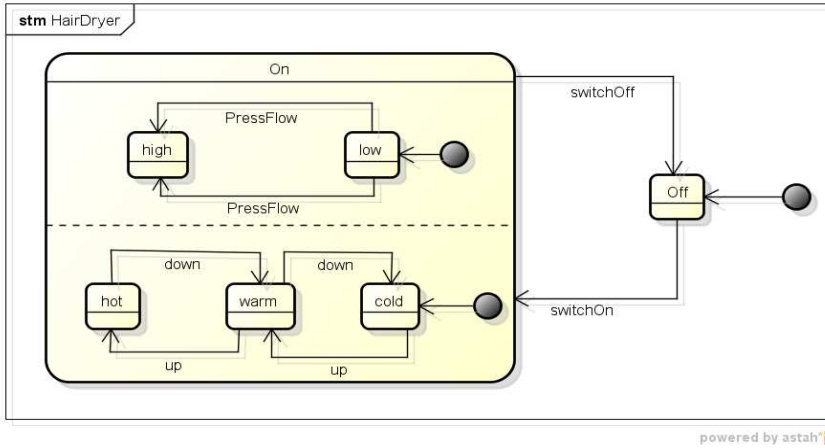 stm HairDryer
On
switchOff
PressFlow
high
low
Off
PressFlow
down
down
hot
warm
cold
switchOn
up
up
powered by astah*